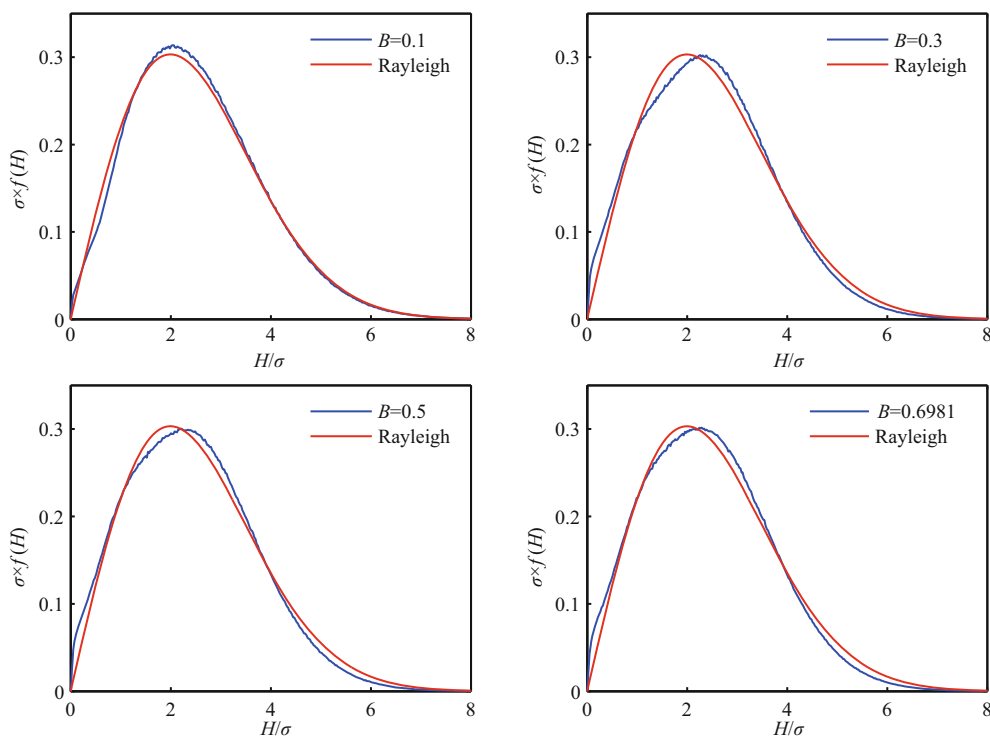 B=0.1
Rayleigh
0.3
0.2
0.1
0
σ×f(H)
0 2 4 6 8
H/σ
B=0.3
Rayleigh
0.3
0.2
0.1
0
σ×f(H)
0 2 4 6 8
H/σ
B=0.5
Rayleigh
0.3
0.2
0.1
0
σ×f(H)
0 2 4 6 8
H/σ
B=0.6981
Rayleigh
0.3
0.2
0.1
0
σ×f(H)
0 2 4 6 8
H/σ